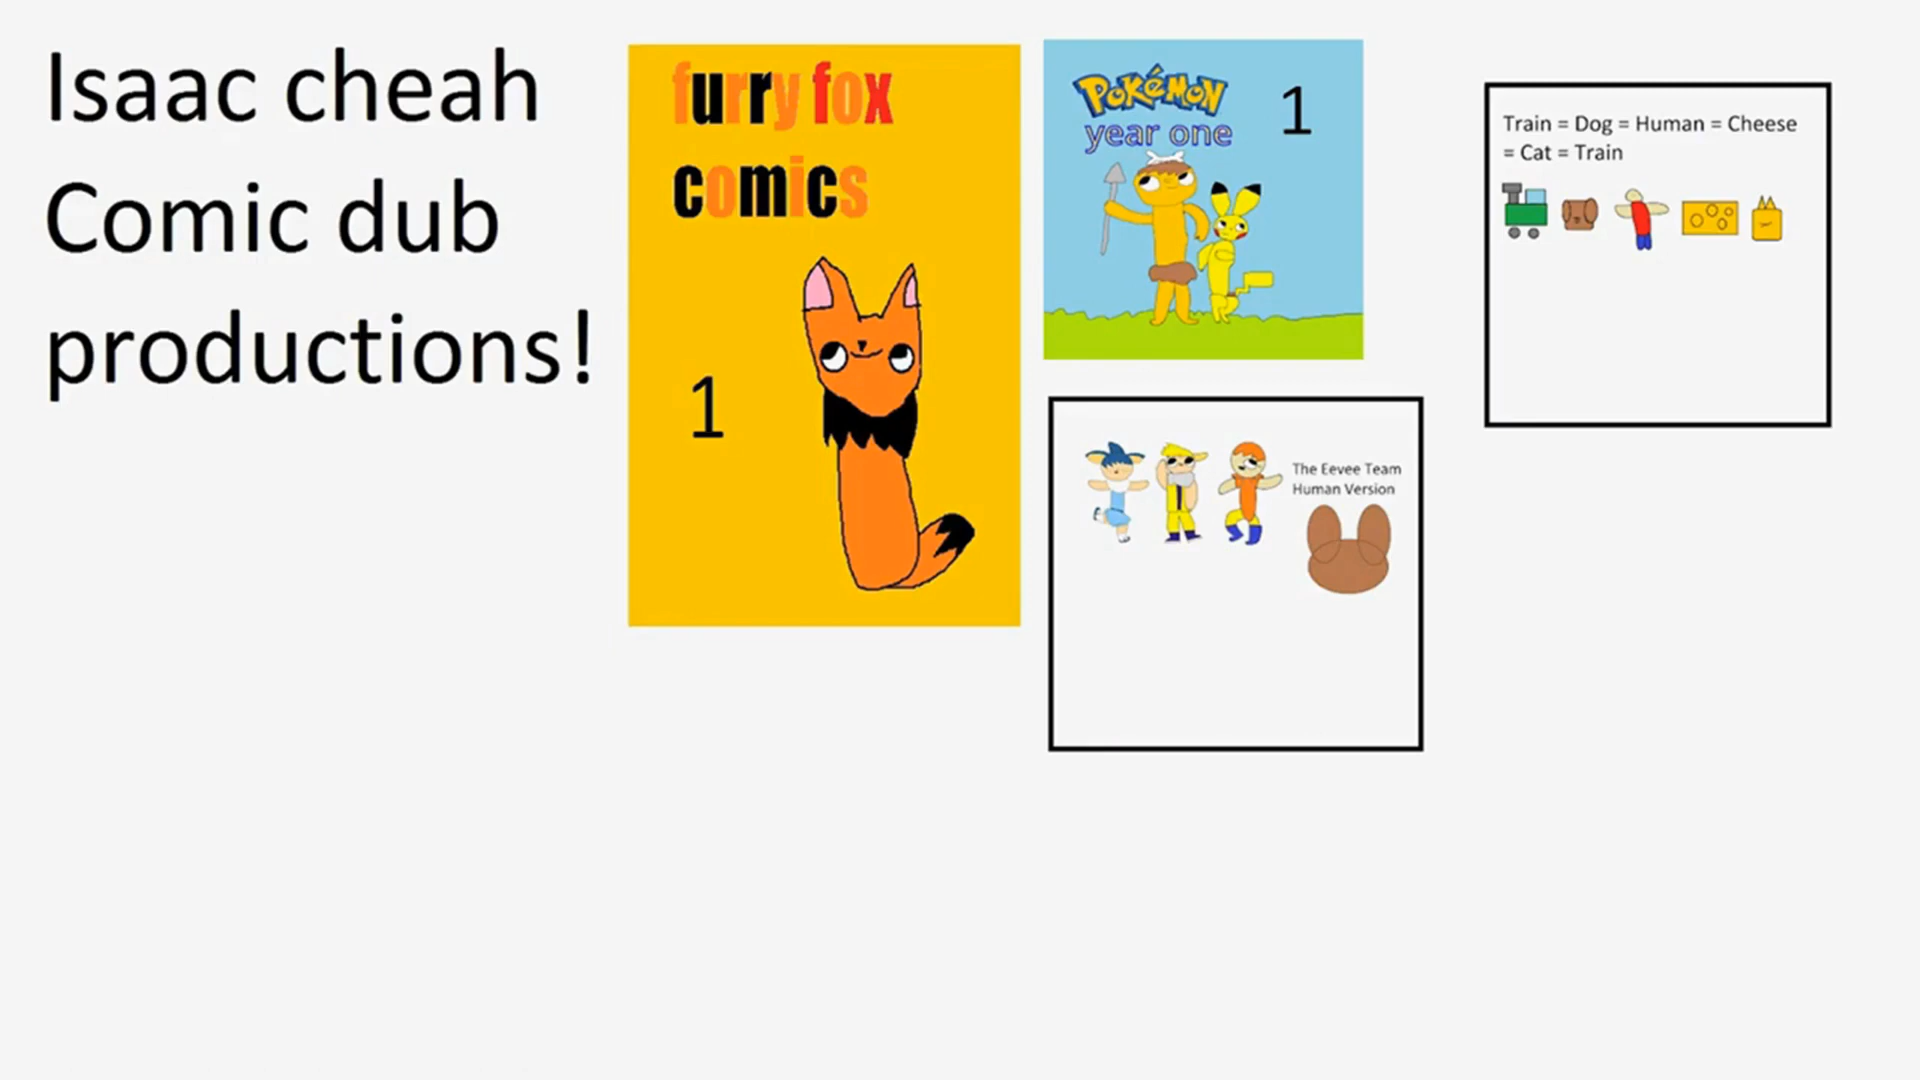 Isaac cheah
Comic dub
productions!
furry fox
comics
1
POKéMON
year one
1
Train = Dog = Human = Cheese
= Cat = Train
The Eevee Team
Human Version